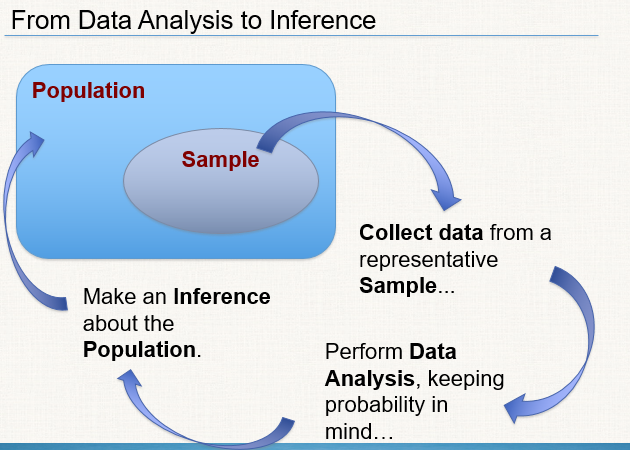 From Data Analysis to Inference
Population
Sample
Collect data from a
representative
Sample...
Perform Data
Analysis, keeping
probability in
mind…
Make an Inference
about the
Population.